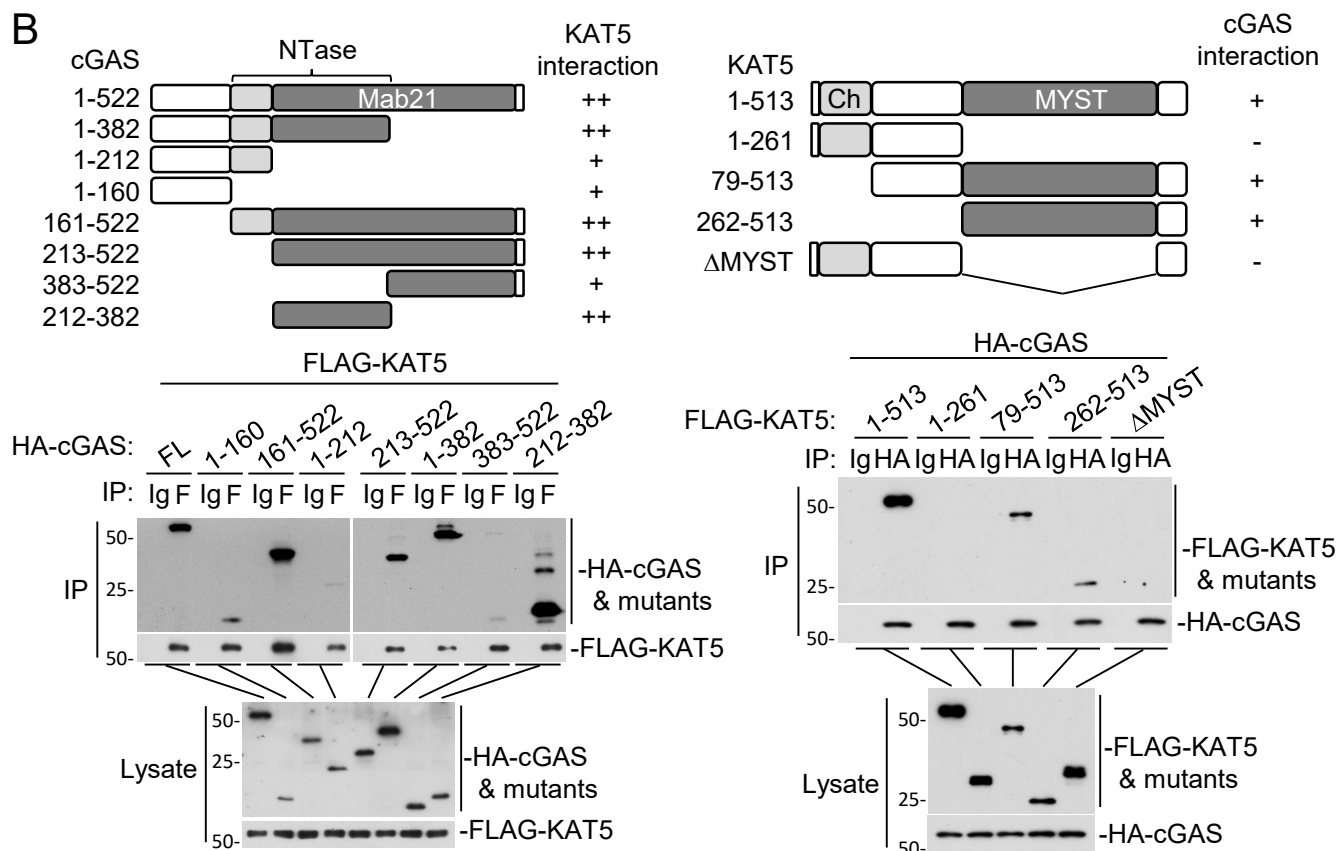 B
cGAS
NTase
KAT5
interaction
1-522
Mab21
++
1-382
++
1-212
+
1-160
+
161-522
++
213-522
++
383-522
+
212-382
++
KAT5
cGAS
interaction
1-513
Ch
MYST
+
1-261
-
79-513
+
262-513
+
ΔMYST
-
FLAG-KAT5
HA-cGAS:
FL
1-160
161-522
1-212
213-522
1-382
383-522
212-382
IP: Ig F Ig F Ig F Ig F Ig F Ig F Ig F Ig F
IP
50-
25-
-HA-cGAS
& mutants
50-
-FLAG-KAT5
Lysate
50-
25-
-HA-cGAS
& mutants
50-
-FLAG-KAT5
HA-cGAS
FLAG-KAT5:
1-513
1-261
79-513
262-513
ΔMYST
IP: Ig HA Ig HA Ig HA Ig HA Ig HA
IP
50-
25-
-FLAG-KAT5
& mutants
50-
-HA-cGAS
Lysate
50-
25-
-FLAG-KAT5
& mutants
50-
-HA-cGAS